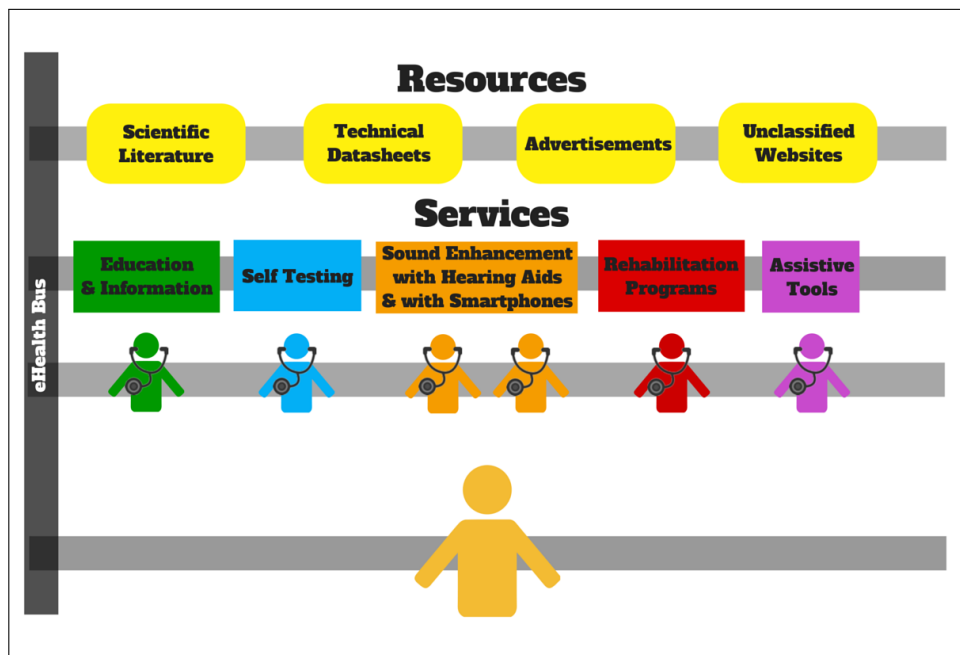 Resources
Scientific
Literature
Technical
Datasheets
Advertisements
Unclassified
Websites
Services
Education
& Information
Self Testing
Sound Enhancement
with Hearing Aids
& with Smartphones
Rehabilitation
Programs
Assistive
Tools
eHealth Bus